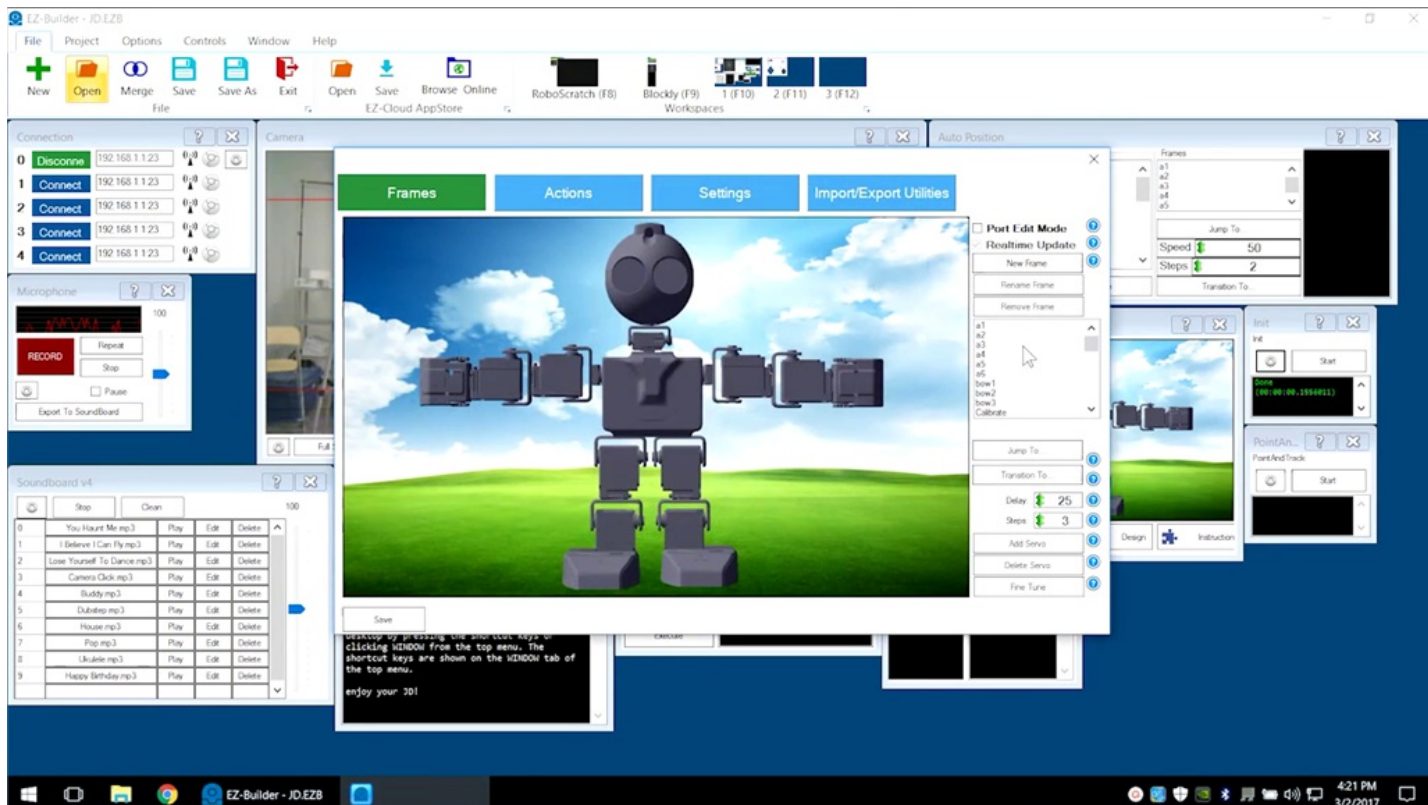 EZ-Builder - JD.EZB
File Project Options Controls Window Help
New Open Merge Save Save As Exit Open Save Browse Online RoboScratch (F8) Blockly (F9) 1 (F10) 2 (F11) 3 (F12)
File EZ-Cloud AppStore Workspaces
Connection
0 Disconne 192.168.1.1:23
1 Connect 192.168.1.1:23
2 Connect 192.168.1.1:23
3 Connect 192.168.1.1:23
4 Connect 192.168.1.1:23
Microphone
100
RECORD
Repeat
Stop
Pause
Export To SoundBoard
Soundboard v4
Stop Clean 100
0 You Haunt Me.mp3 Play Edit Delete
1 I Believe I Can Fly.mp3 Play Edit Delete
2 Lose Yourself To Dance.mp3 Play Edit Delete
3 Camera Click.mp3 Play Edit Delete
4 Buddy.mp3 Play Edit Delete
5 Dubstep.mp3 Play Edit Delete
6 House.mp3 Play Edit Delete
7 Pop.mp3 Play Edit Delete
8 Ukulele.mp3 Play Edit Delete
9 Happy Birthday.mp3 Play Edit Delete
Camera
Frames Actions Settings Import/Export Utilities
Port Edit Mode
Realtime Update
New Frame
Rename Frame
Remove Frame
a1
a2
a3
a4
a5
a6
bow1
bow2
bow3
Calibrate
Jump To...
Transition To...
Delay 25
Steps 3
Add Servo
Delete Servo
Fine Tune
Save
desktop by pressing the shortcut keys or
clicking WINDOW from the top menu. The
shortcut keys are shown on the WINDOW tab of
the top menu.
enjoy your JD!
Execute
Auto Position
Frames
a1
a2
a3
a4
a5
Jump To...
Speed 50
Steps 2
Transition To...
Design Instruction
Init
Init
Start
Done
(00:00:00.1556011)
PointAn...
PointAndTrack
Start
EZ-Builder - JD.EZB
4:21 PM
3/2/2017